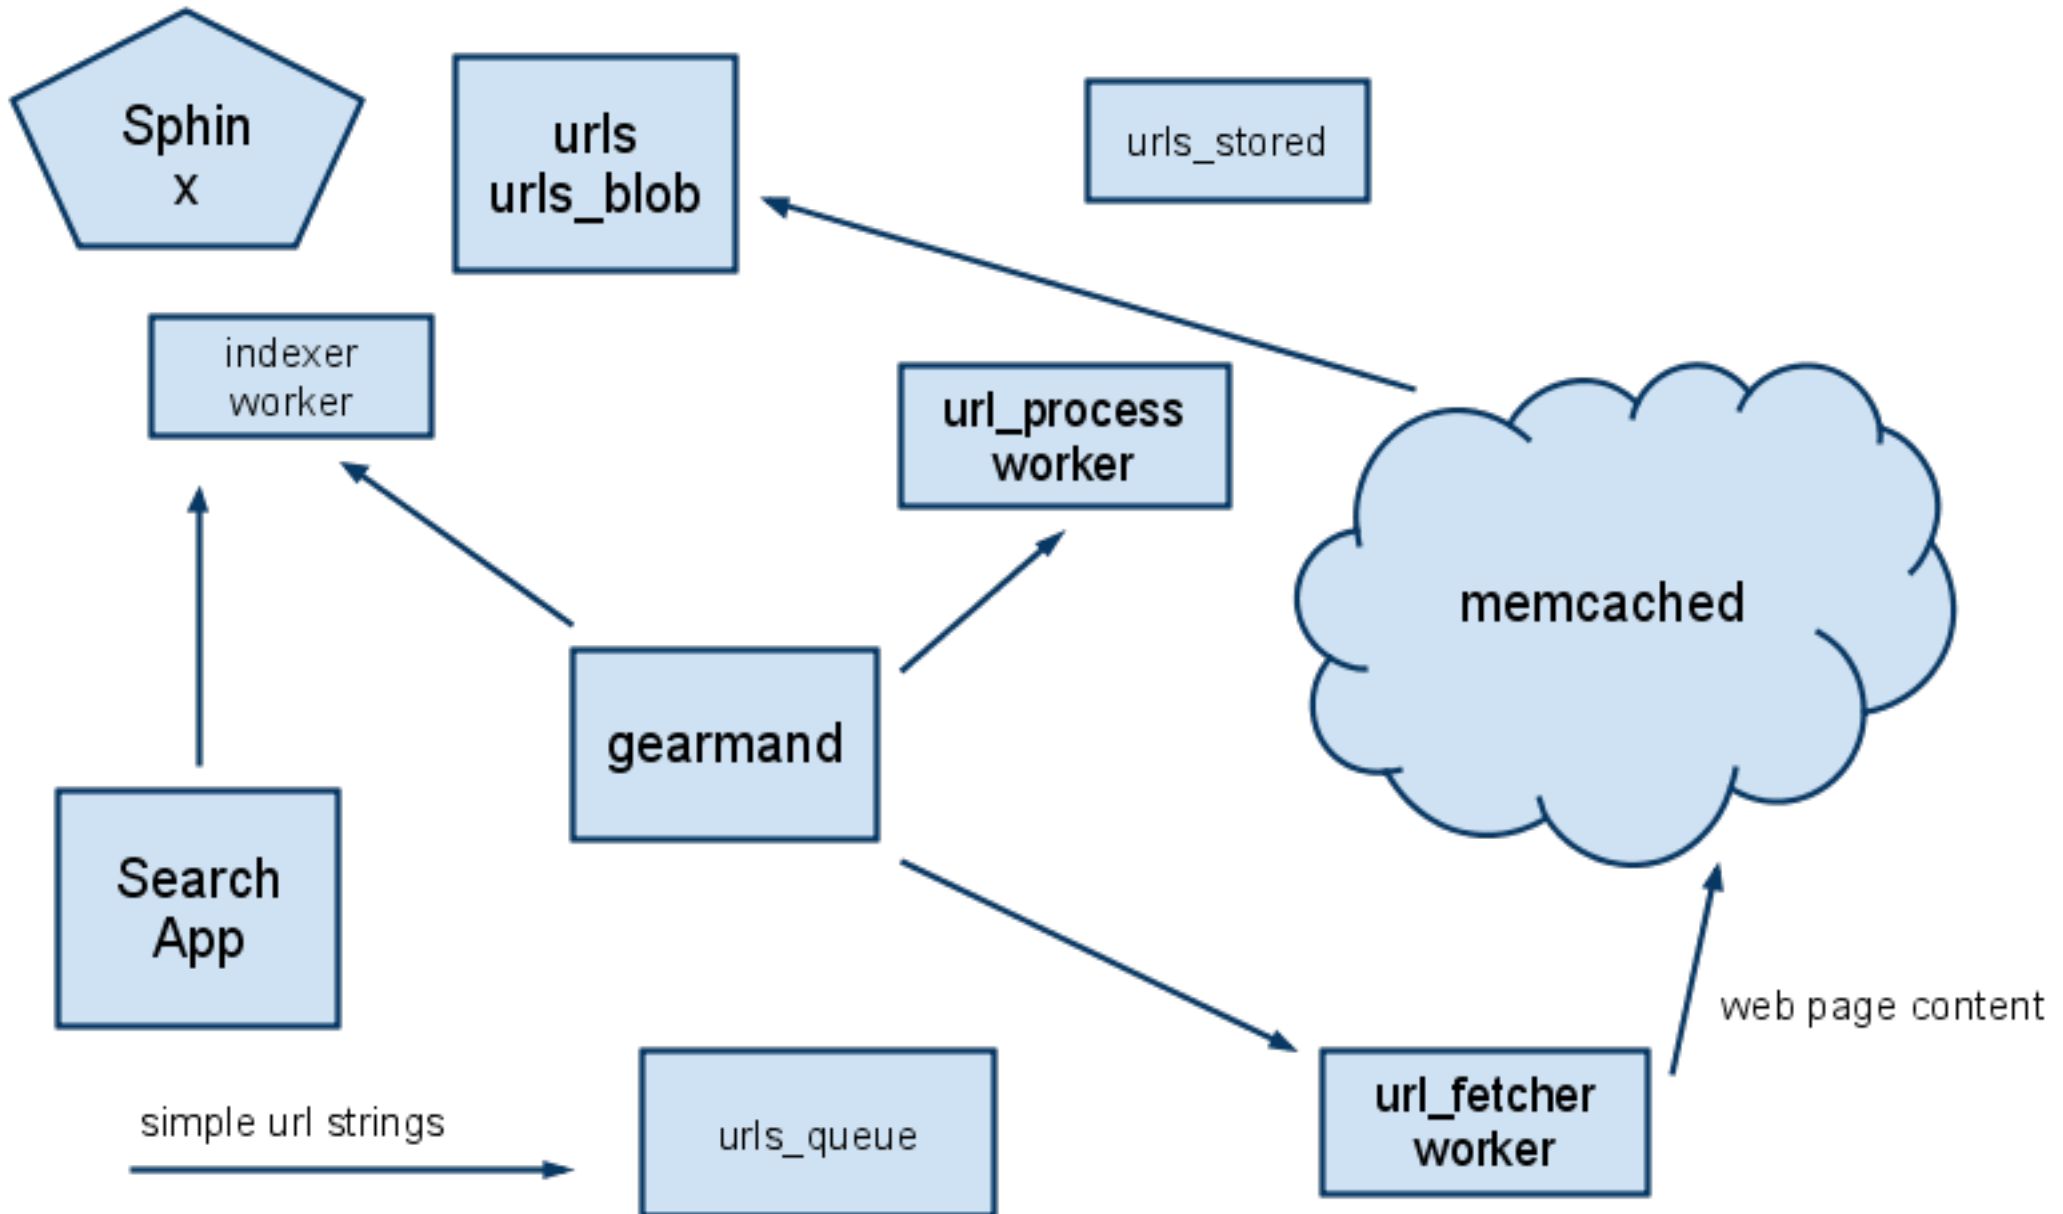 Sphin
x
urls
urls_blob
urls_stored
indexer
worker
url_process
worker
memcached
gearmand
Search
App
web page content
simple url strings
urls_queue
url_fetcher
worker